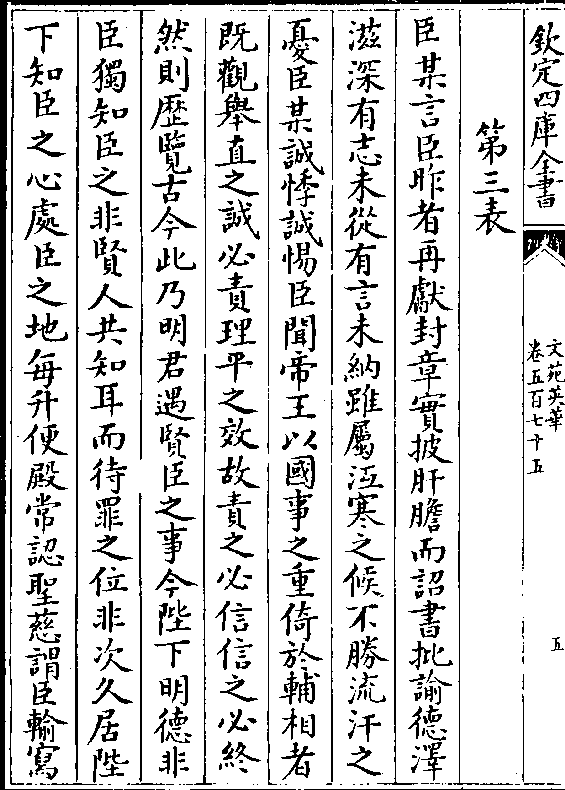 欽定四庫全書
文苑英華
卷五百七十五
五
第三表
臣某言臣昨者再獻封章實披肝膽而詔書批諭德澤
滋深有志未從有言未納雖屬沍寒之候不勝流汗之
憂臣某誠悸誠惕臣聞帝王以國事之重倚於輔相者
既觀舉直之誠必責理平之效故責之必信信之必終
然則歴覽古今此乃明君遇賢臣之事今陛下明德非
臣獨知臣之非賢人共知耳而待罪之位非次久居陛
下知臣之心處臣之地每升便殿常認聖慈謂臣輸寫